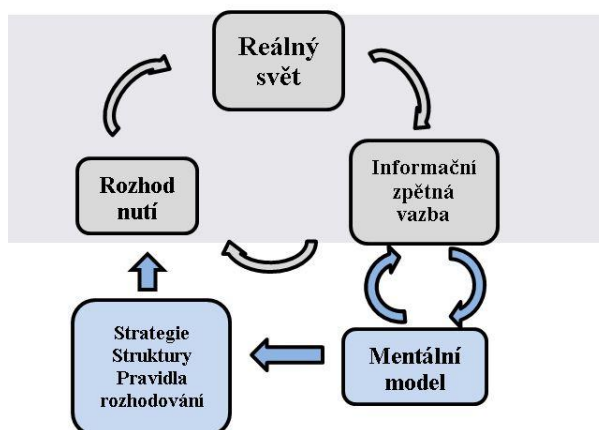 Reálný
svět
Rozhod
nutí
Informační
zpětná
vazba
Strategie
Struktury
Pravidla
rozhodování
Mentální
model